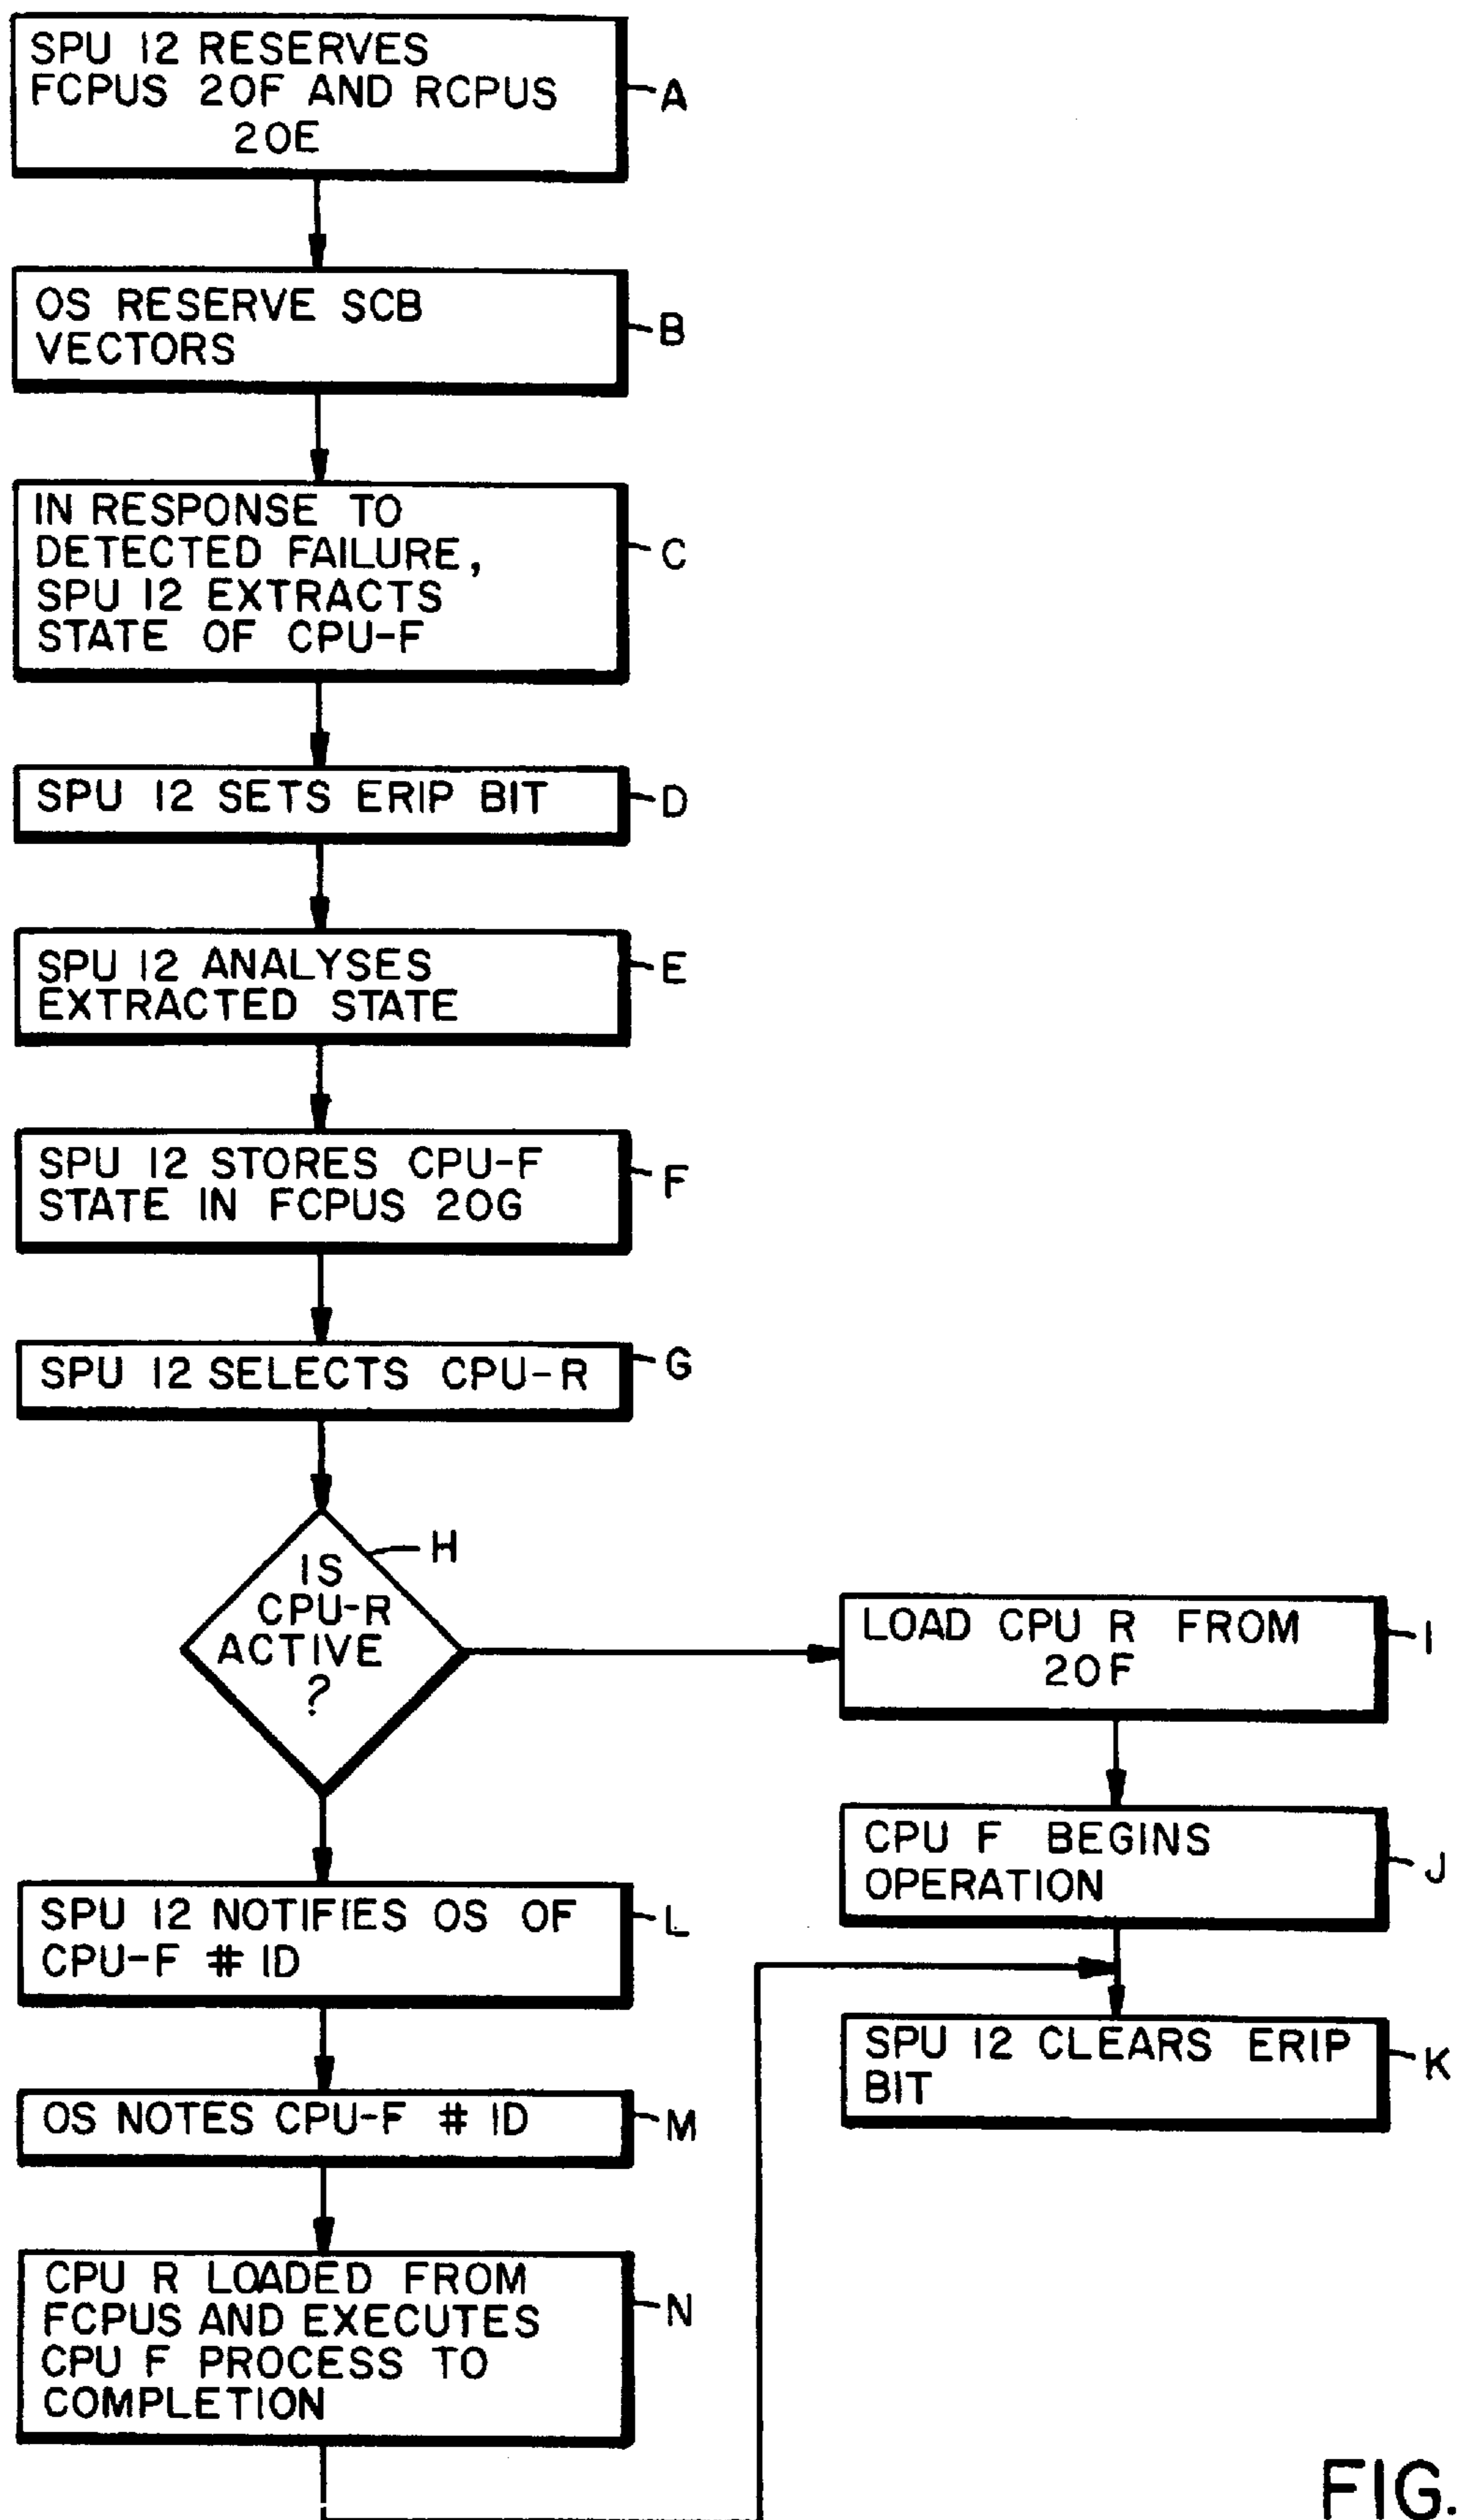 SPU 12 RESERVES
FCPUS 20F AND RCPUS
20E
A
OS RESERVE SCB
VECTORS
B
IN RESPONSE TO
DETECTED FAILURE,
SPU 12 EXTRACTS
STATE OF CPU-F
C
SPU 12 SETS ERIP BIT
D
SPU 12 ANALYSES
EXTRACTED STATE
E
SPU 12 STORES CPU-F
STATE IN FCPUS 20G
F
SPU 12 SELECTS CPU-R
G
IS
CPU-R
ACTIVE
?
H
LOAD CPU R FROM
20F
I
CPU F BEGINS
OPERATION
J
SPU 12 CLEARS ERIP
BIT
K
SPU 12 NOTIFIES OS OF
CPU-F # ID
L
OS NOTES CPU-F # ID
M
CPU R LOADED FROM
FCPUS AND EXECUTES
CPU F PROCESS TO
COMPLETION
N
FIG.